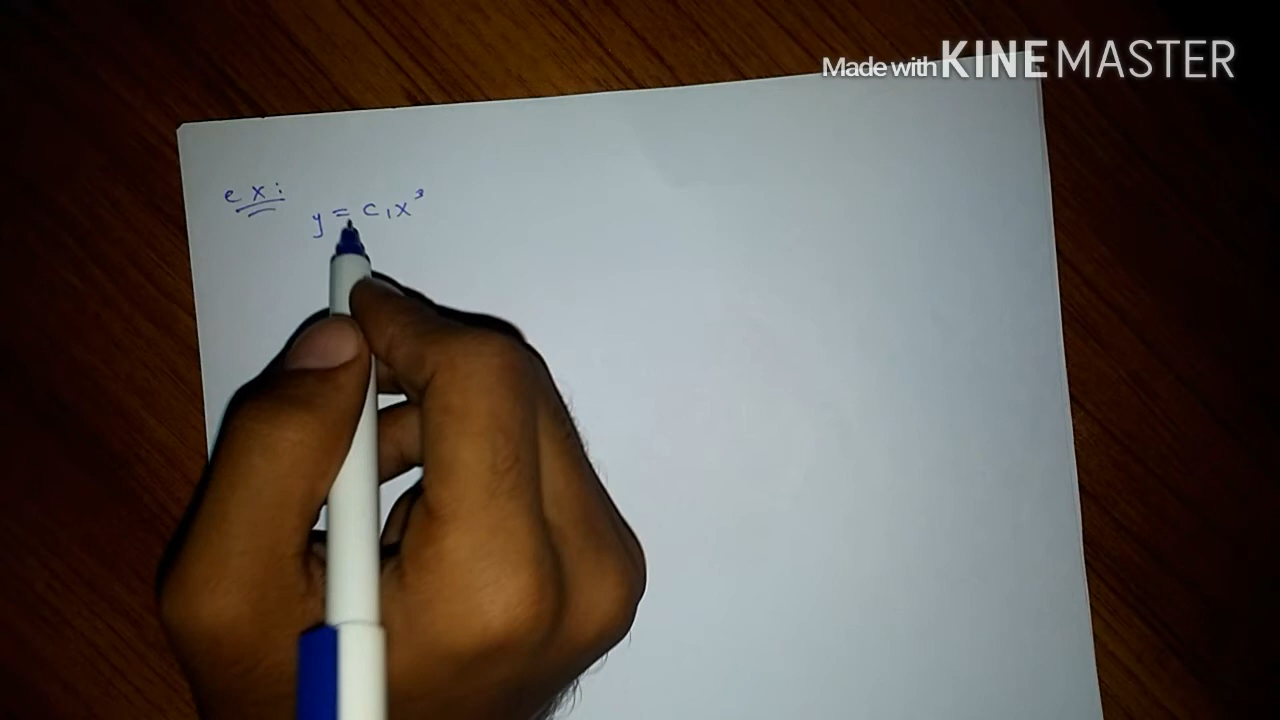 Made with KINEMASTER
ex:
y = c₁x³